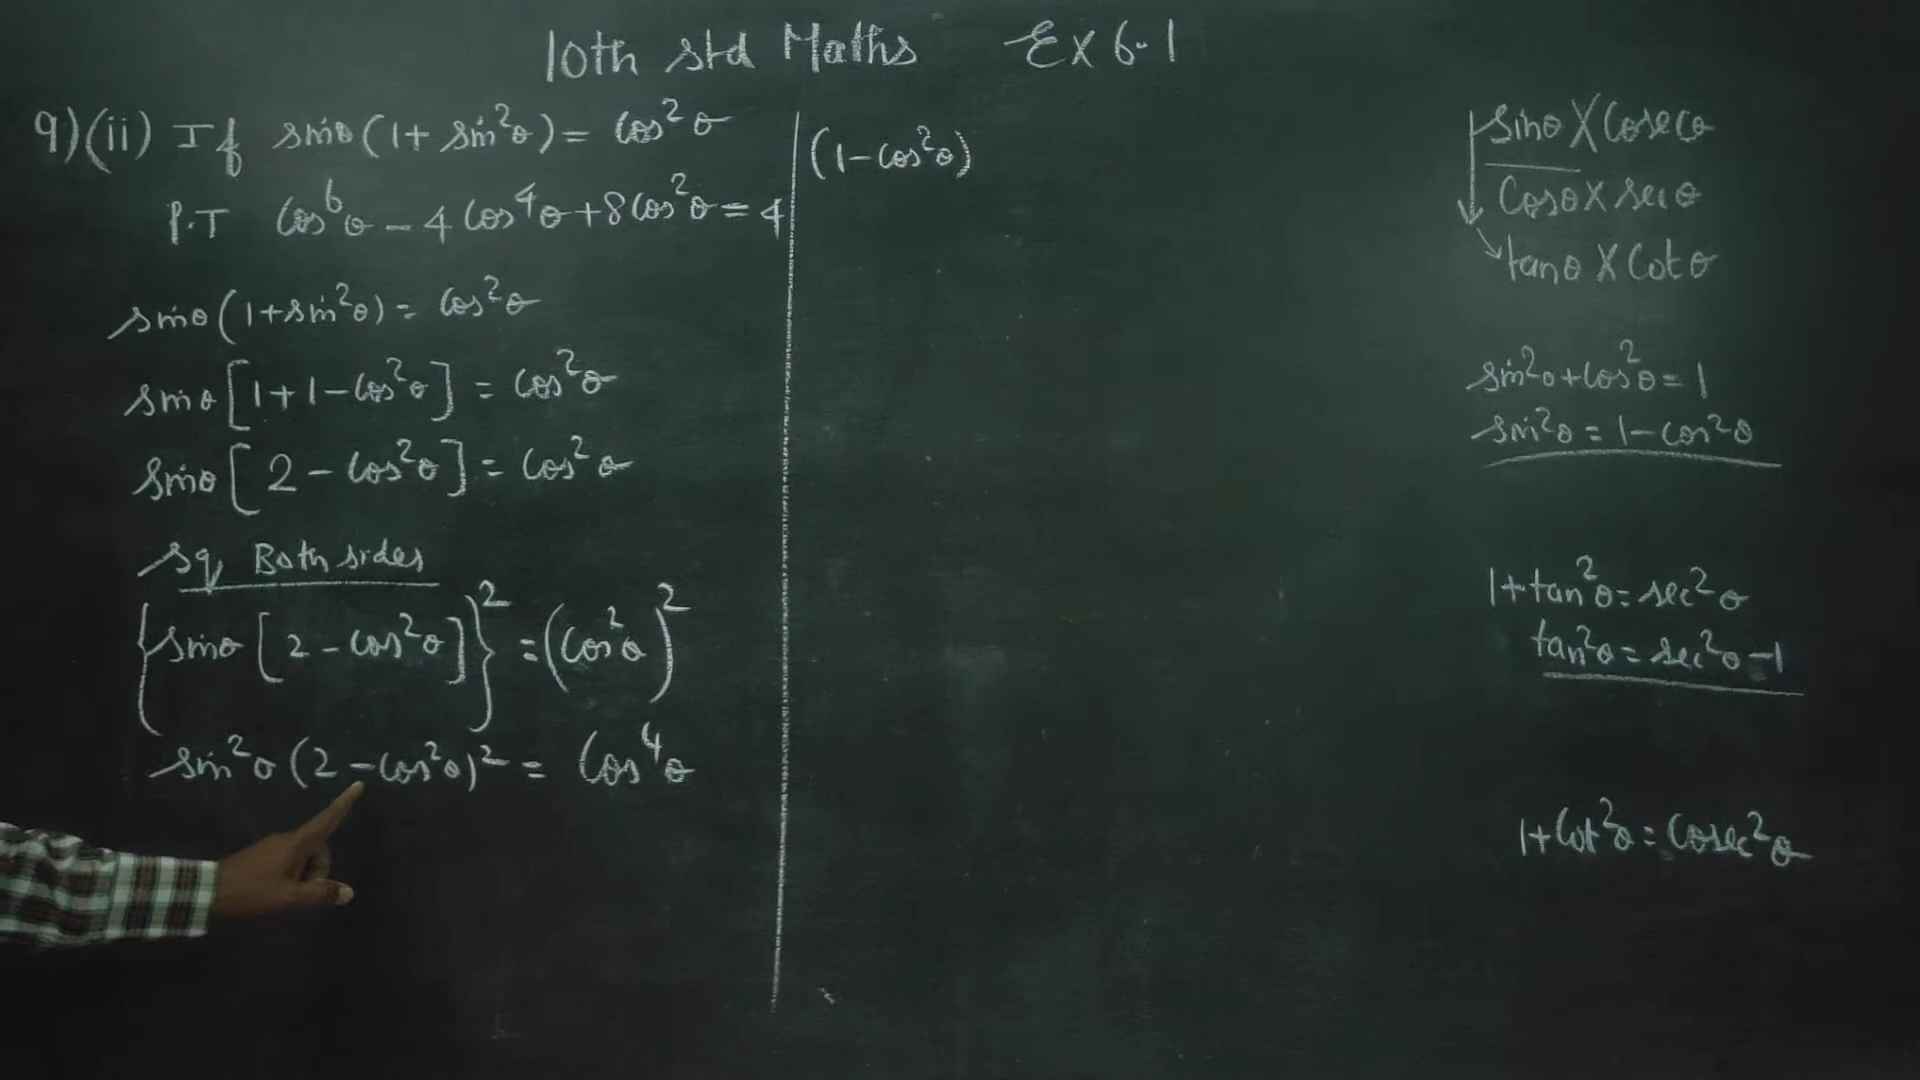 10th std Maths Ex 6.1
9)(ii) If sinθ(1+ sin²θ) = cos²θ
P.T cos⁶θ - 4 cos⁴θ + 8cos²θ = 4
sinθ(1+sin²θ) = cos²θ
sinθ[1+1-cos²θ] = cos²θ
sinθ[2 - cos²θ] = cos²θ
sq Both sides
{sinθ[2 - cos²θ]}² = (cos²θ)²
sin²θ(2 - cos²θ)² = cos⁴θ
(1-cos²θ)
sinθ X cosecθ
cosθ x secθ
tanθ X cotθ
sin²θ+cos²θ = 1
sin²θ = 1-cos²θ
1+tan²θ = sec²θ
tan²θ = sec²θ-1
1+cot²θ = cosec²θ